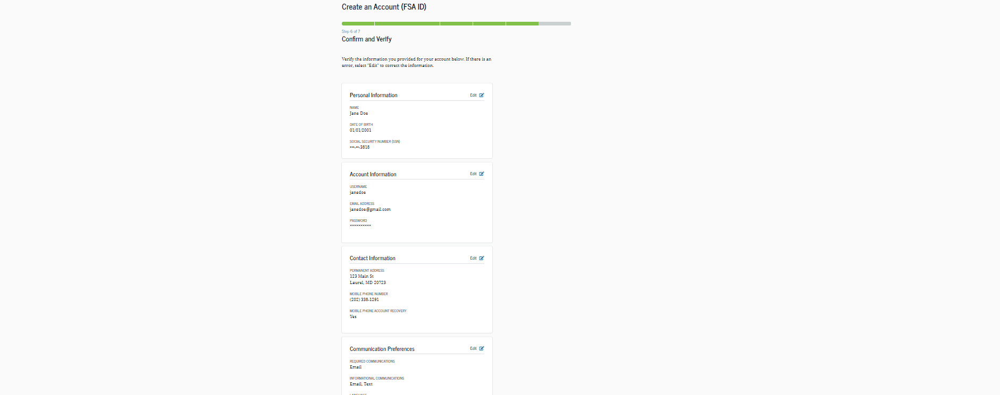 Create an Account (FSA ID)
Step 6 of 7
Confirm and Verify
Verify the information you provided for your account below. If there is an
error, select "Edit" to correct the information.
Personal Information
Edit
NAME
Jane Doe
DATE OF BIRTH
01/01/2001
SOCIAL SECURITY NUMBER (SSN)
•••-••-3818
Account Information
Edit
USERNAME
janedoe
EMAIL ADDRESS
janedoe@gmail.com
PASSWORD
**********
Contact Information
Edit
PERMANENT ADDRESS
123 Main St
Laurel, MD 20723
MOBILE PHONE NUMBER
(202) 338-1291
MOBILE PHONE ACCOUNT RECOVERY
Yes
Communication Preferences
Edit
REQUIRED COMMUNICATIONS
Email
INFORMATIONAL COMMUNICATIONS
Email, Text